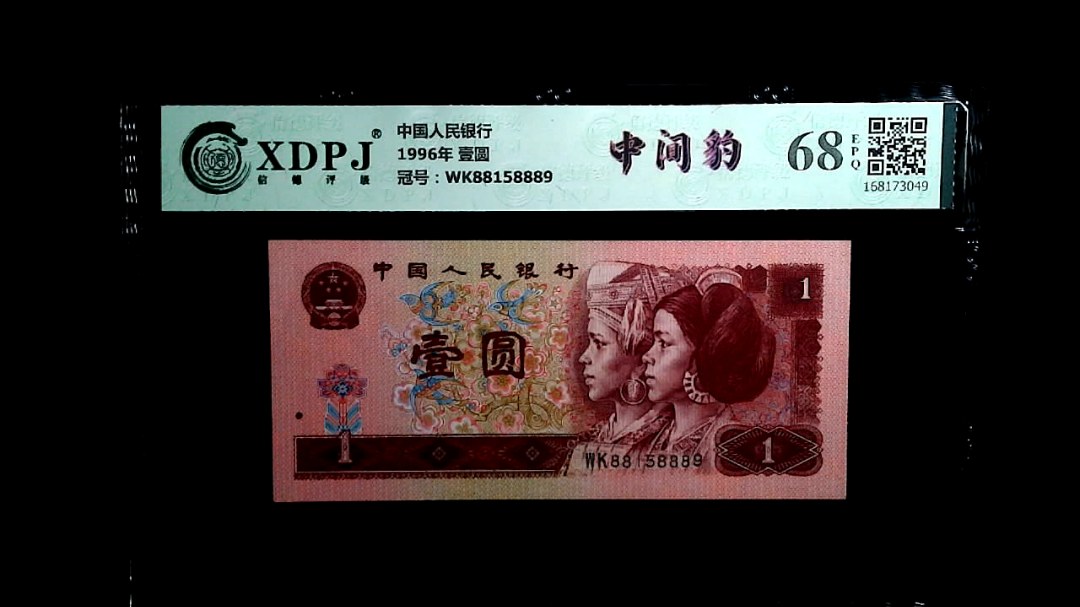 XDPJ®
信德评级
中国人民银行
1996年 壹圆
冠号：WK88158889
中间豹
68
EPQ
168173049
中国人民银行
1
壹圆
1
WK88158889
1